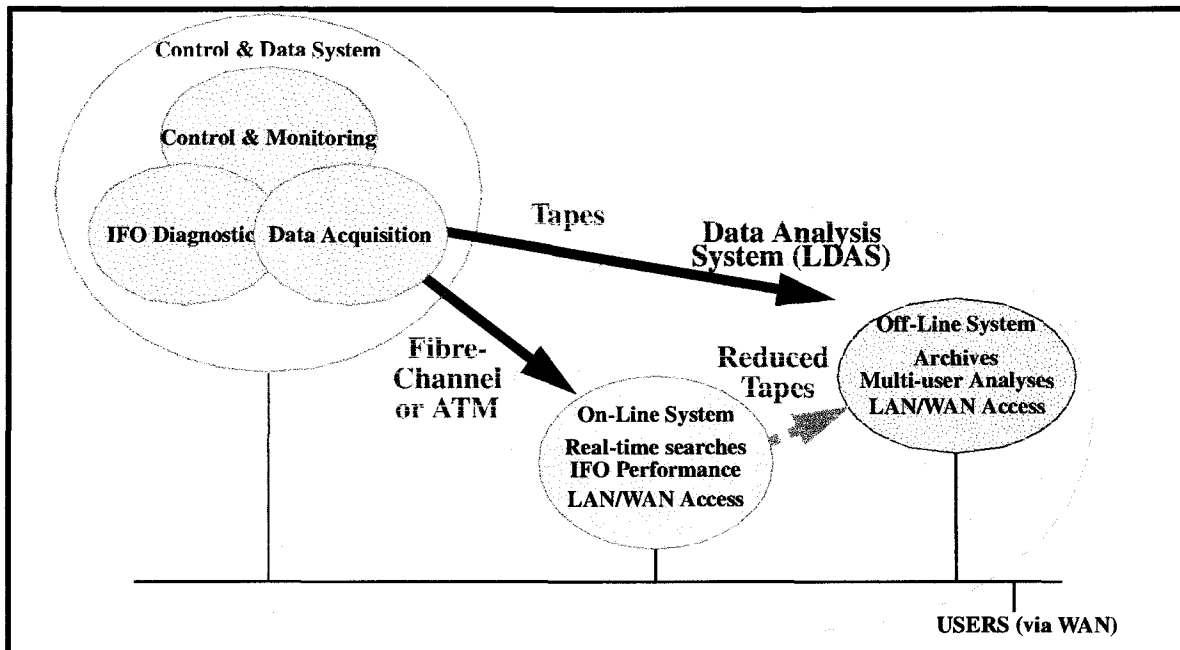 Control & Data System
Control & Monitoring
IFO Diagnostic
Data Acquisition
Tapes
Data Analysis
System (LDAS)
Fibre-
Channel
or ATM
Reduced
Tapes
Off-Line System
Archives
Multi-user Analyses
LAN/WAN Access
On-Line System
Real-time searches
IFO Performance
LAN/WAN Access
USERS (via WAN)